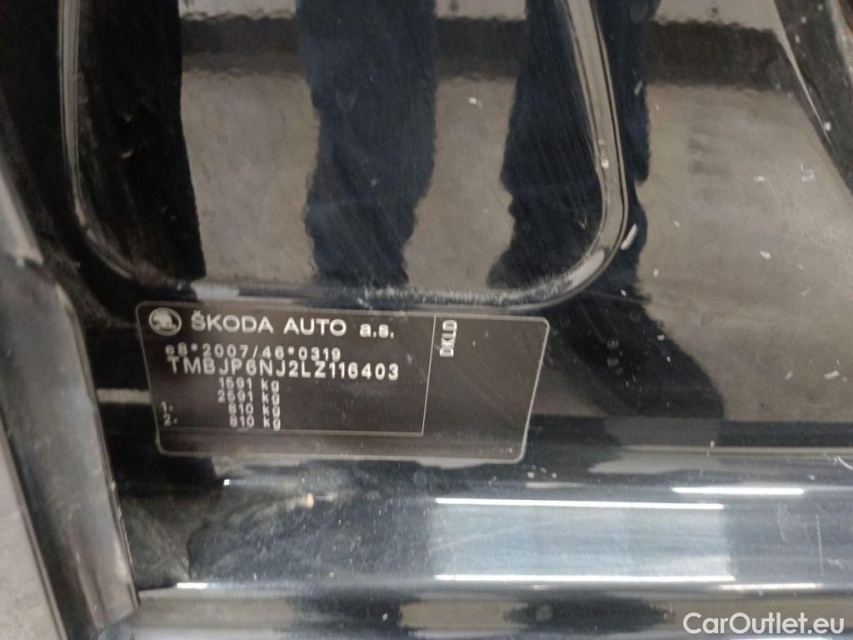 ŠKODA AUTO a.s.
e8*2007/46*0319
TMBJP6NJ2LZ116403
1591 kg
2591 kg
1- 810 kg
2- 810 kg
CarOutlet.eu